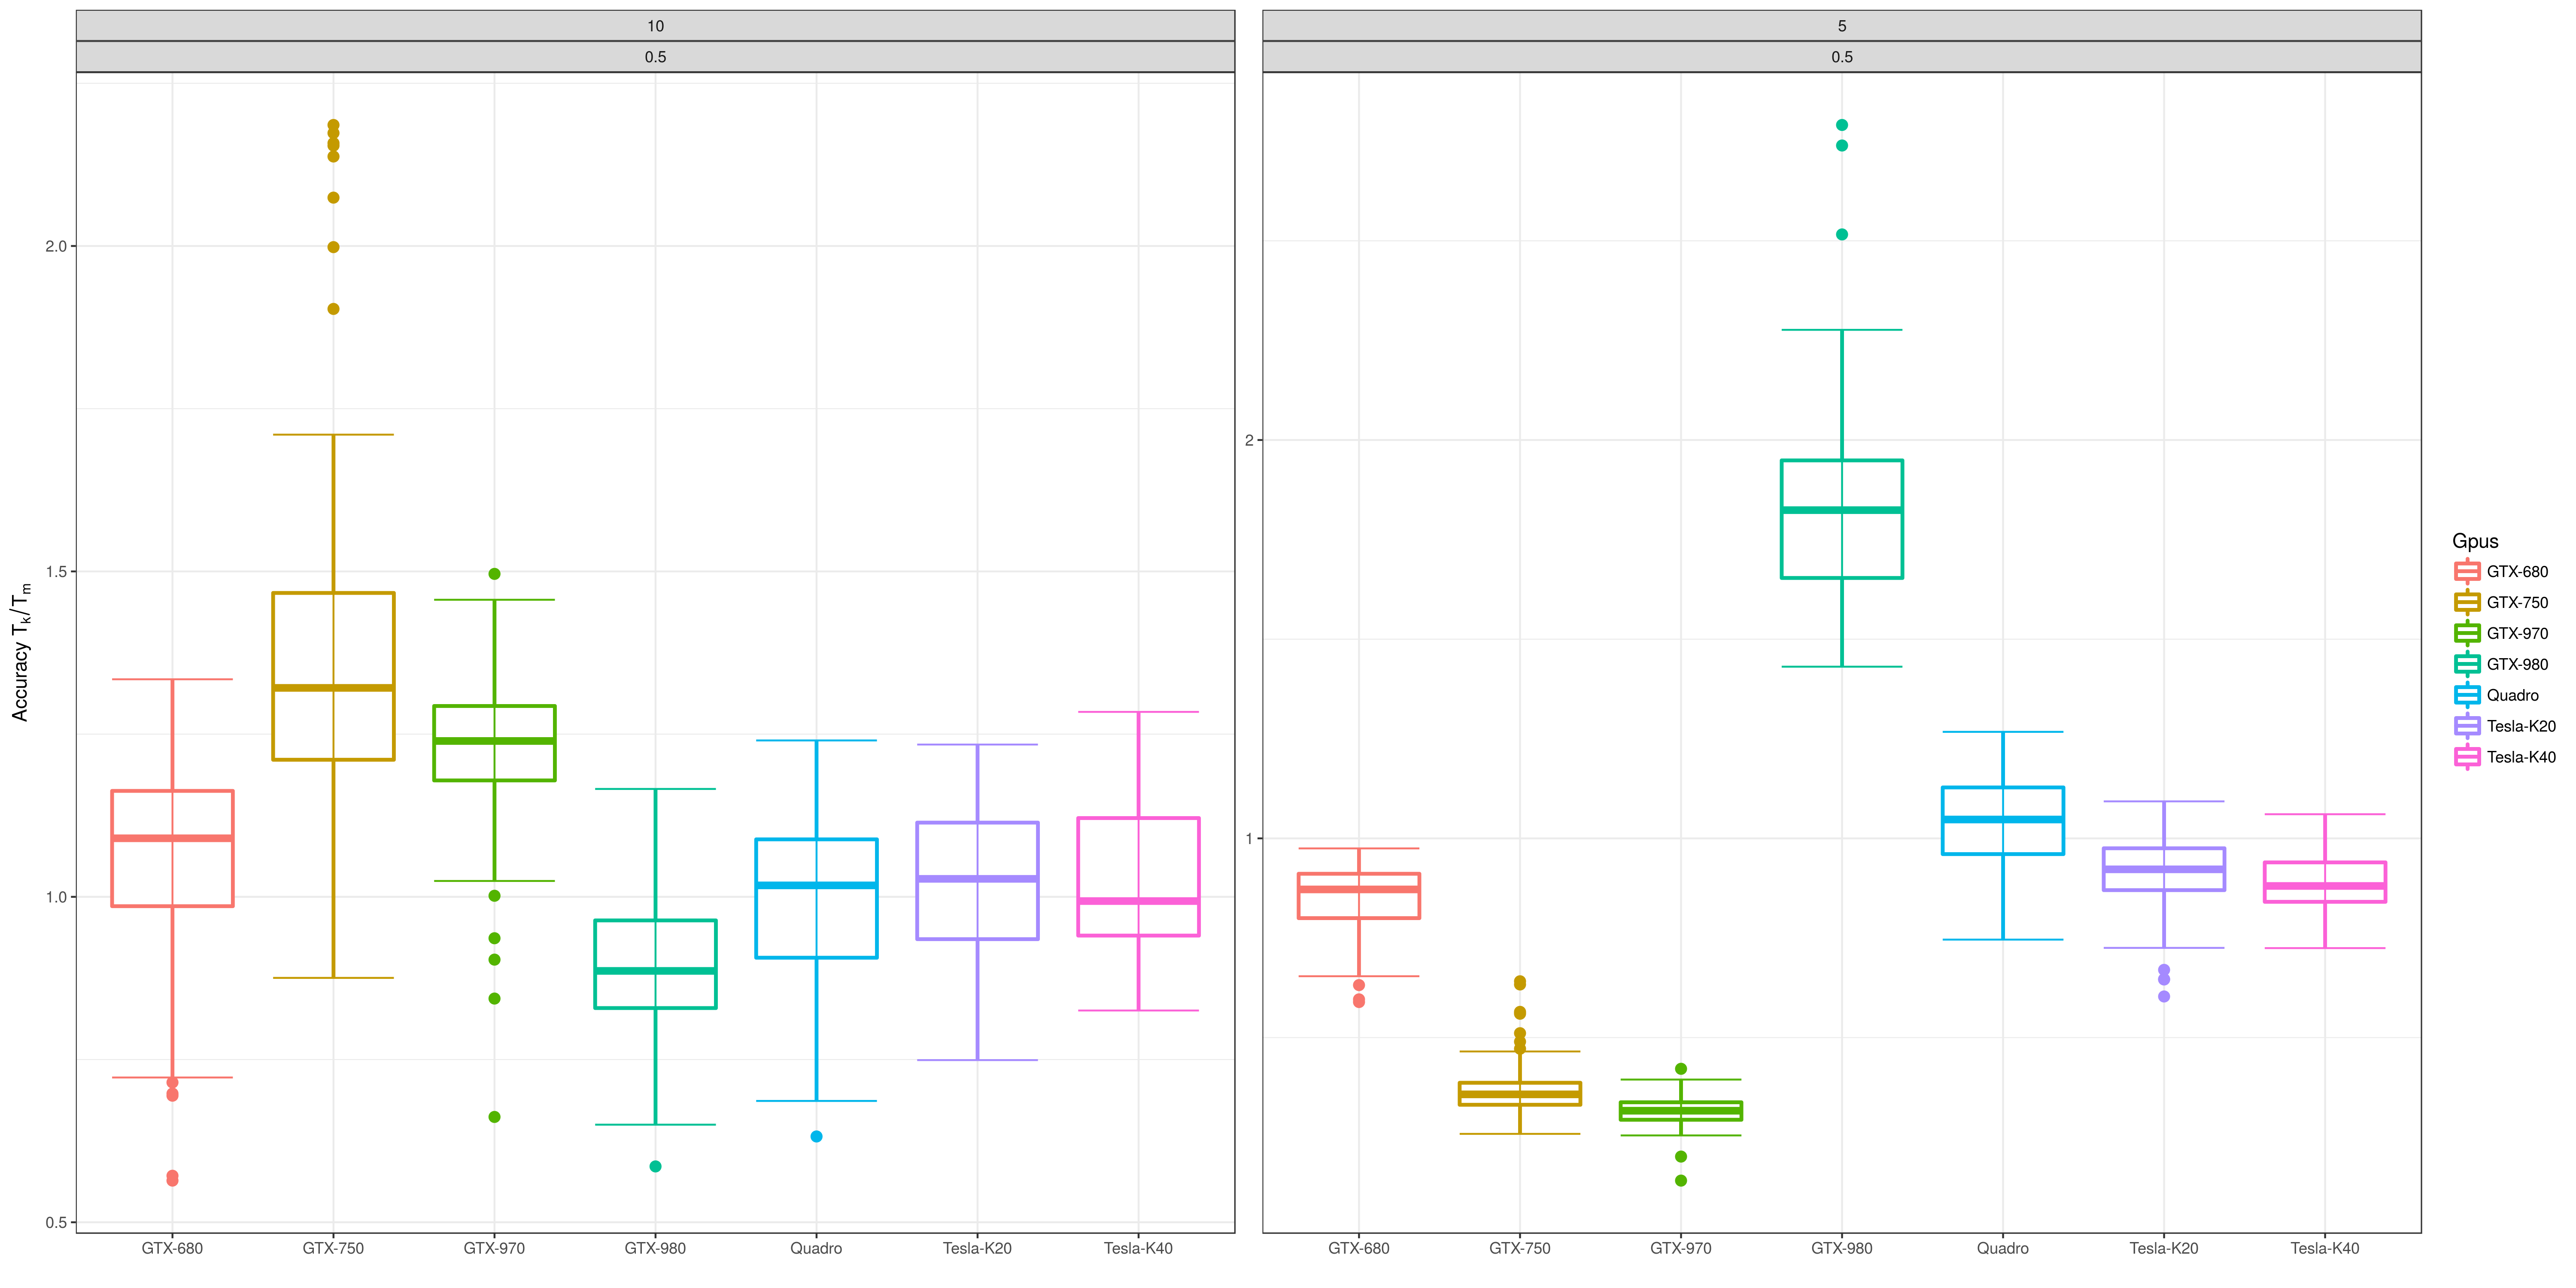 10
0.5
5
0.5
Accuracy Tk/Tm
2.0
1.5
1.0
0.5
GTX-680 GTX-750 GTX-970 GTX-980 Quadro Tesla-K20 Tesla-K40
2
1
GTX-680 GTX-750 GTX-970 GTX-980 Quadro Tesla-K20 Tesla-K40
Gpus
GTX-680
GTX-750
GTX-970
GTX-980
Quadro
Tesla-K20
Tesla-K40